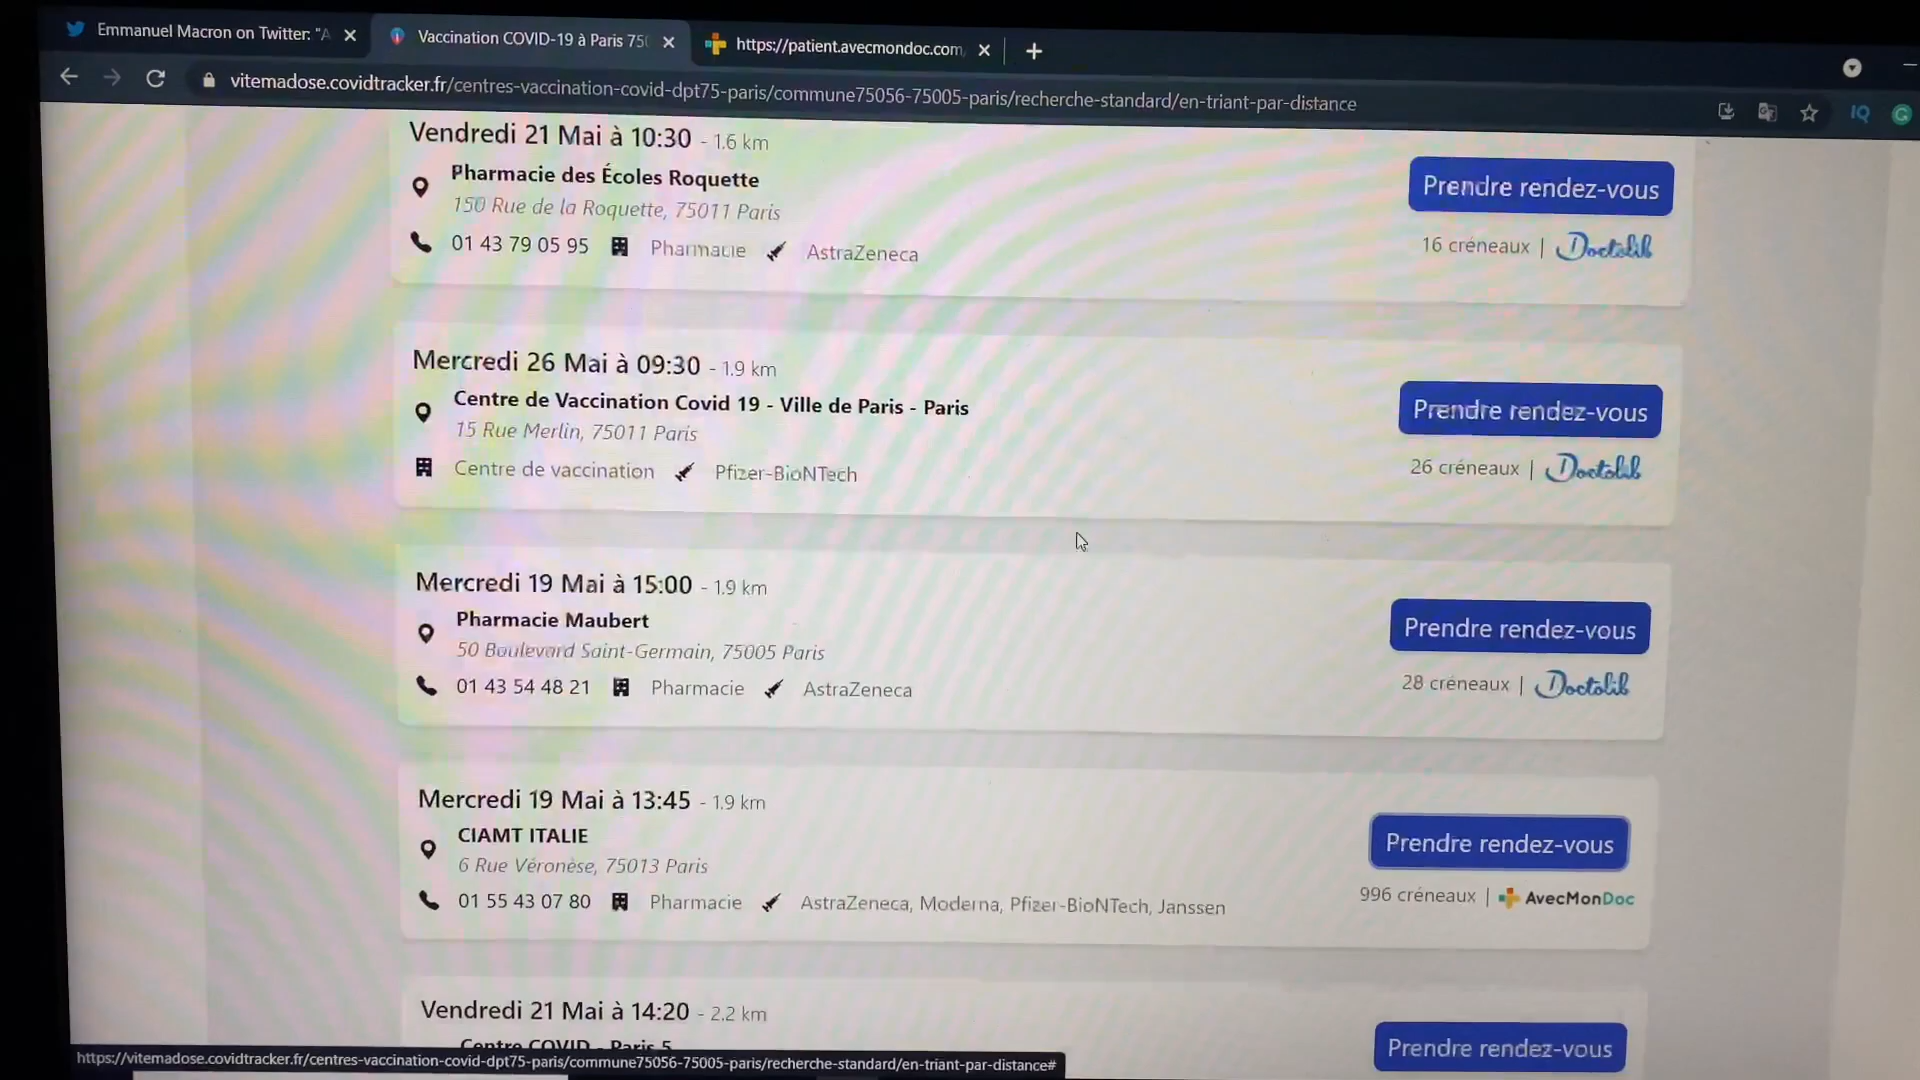 Emmanuel Macron on Twitter: "A
Vaccination COVID-19 à Paris 75
https://patient.avecmondoc.com
vitemadose.covidtracker.fr/centres-vaccination-covid-dpt75-paris/commune75056-75005-paris/recherche-standard/en-triant-par-distance
IQ
Vendredi 21 Mai à 10:30 - 1.6 km
Pharmacie des Écoles Roquette
150 Rue de la Roquette, 75011 Paris
01 43 79 05 95 Pharmacie AstraZeneca
Prendre rendez-vous
16 créneaux | Doctolib
Mercredi 26 Mai à 09:30 - 1.9 km
Centre de Vaccination Covid 19 - Ville de Paris - Paris
15 Rue Merlin, 75011 Paris
Centre de vaccination Pfizer-BioNTech
Prendre rendez-vous
26 créneaux | Doctolib
Mercredi 19 Mai à 15:00 - 1.9 km
Pharmacie Maubert
50 Boulevard Saint-Germain, 75005 Paris
01 43 54 48 21 Pharmacie AstraZeneca
Prendre rendez-vous
28 créneaux | Doctolib
Mercredi 19 Mai à 13:45 - 1.9 km
CIAMT ITALIE
6 Rue Véronèse, 75013 Paris
01 55 43 07 80 Pharmacie AstraZeneca, Moderna, Pfizer-BioNTech, Janssen
Prendre rendez-vous
996 créneaux | AvecMonDoc
Vendredi 21 Mai à 14:20 - 2.2 km
Centre COVID - Paris 5
Prendre rendez-vous
https://vitemadose.covidtracker.fr/centres-vaccination-covid-dpt75-paris/commune75056-75005-paris/recherche-standard/en-triant-par-distance#